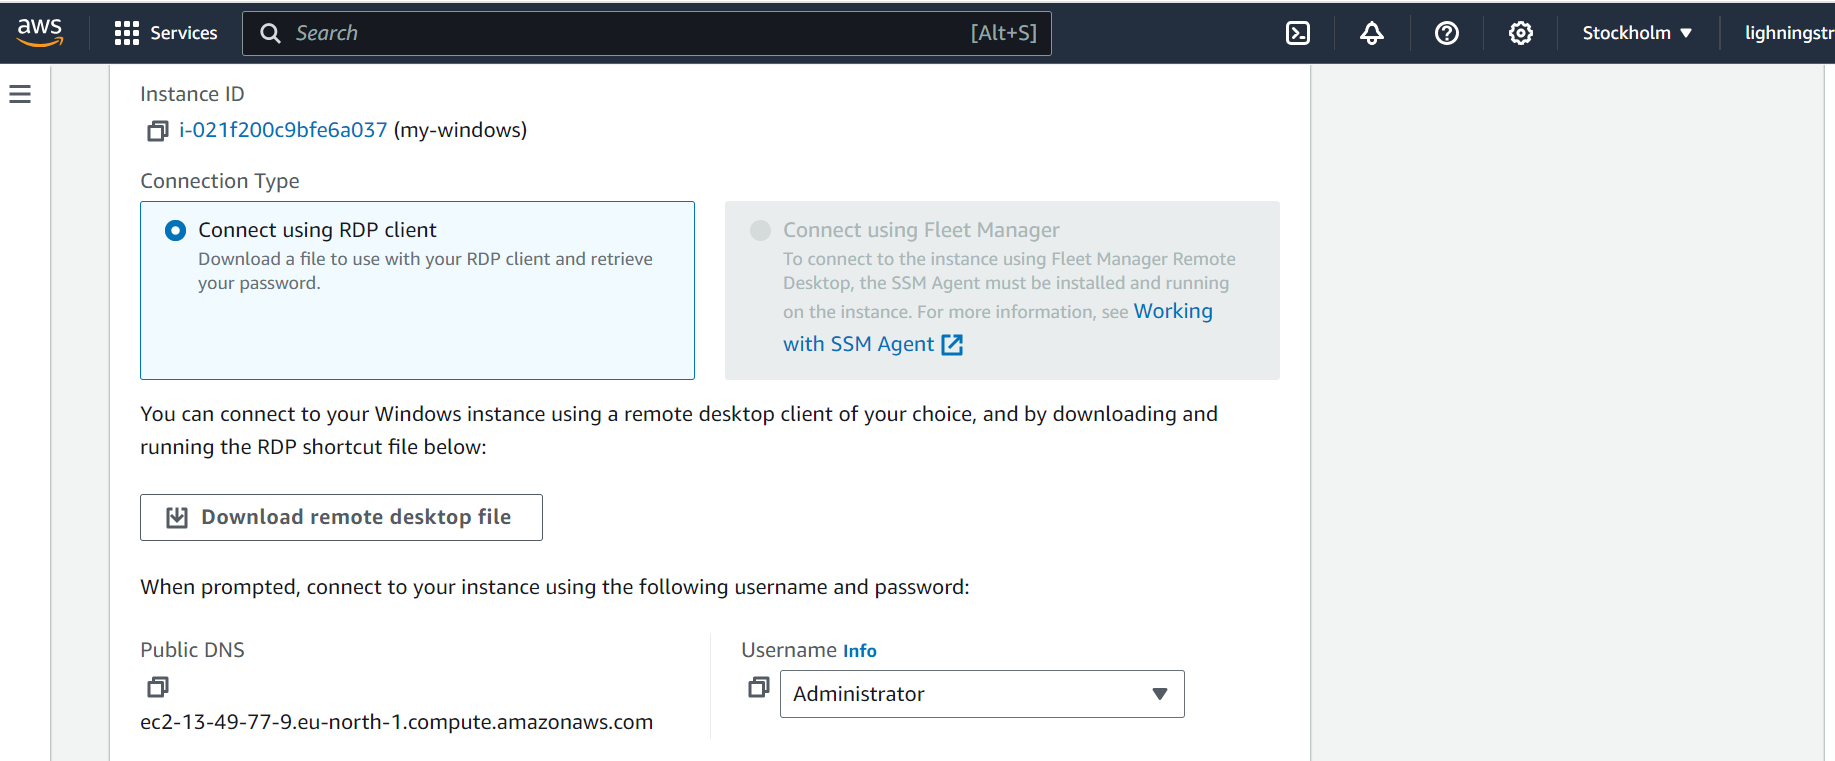 aws
Services
Search
[Alt+S]
Stockholm
lighningstr
Instance ID
i-021f200c9bfe6a037 (my-windows)
Connection Type
Connect using RDP client
Download a file to use with your RDP client and retrieve
your password.
Connect using Fleet Manager
To connect to the instance using Fleet Manager Remote
Desktop, the SSM Agent must be installed and running
on the instance. For more information, see Working
with SSM Agent
You can connect to your Windows instance using a remote desktop client of your choice, and by downloading and
running the RDP shortcut file below:
Download remote desktop file
When prompted, connect to your instance using the following username and password:
Public DNS
ec2-13-49-77-9.eu-north-1.compute.amazonaws.com
Username Info
Administrator